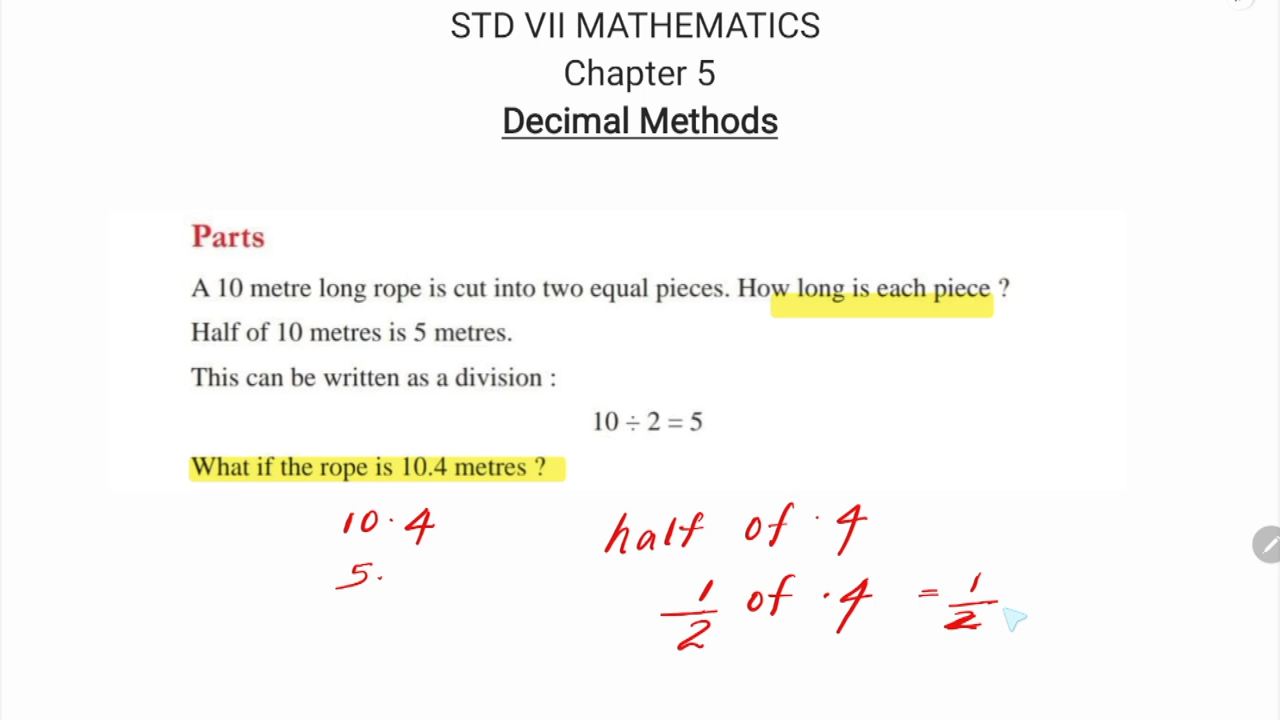 STD VII MATHEMATICS
Chapter 5
Decimal Methods
Parts
A 10 metre long rope is cut into two equal pieces. How long is each piece ?
Half of 10 metres is 5 metres.
This can be written as a division :
10 ÷ 2 = 5
What if the rope is 10.4 metres ?
10.4
5.
half of .4
1/2 of .4 = 1/2